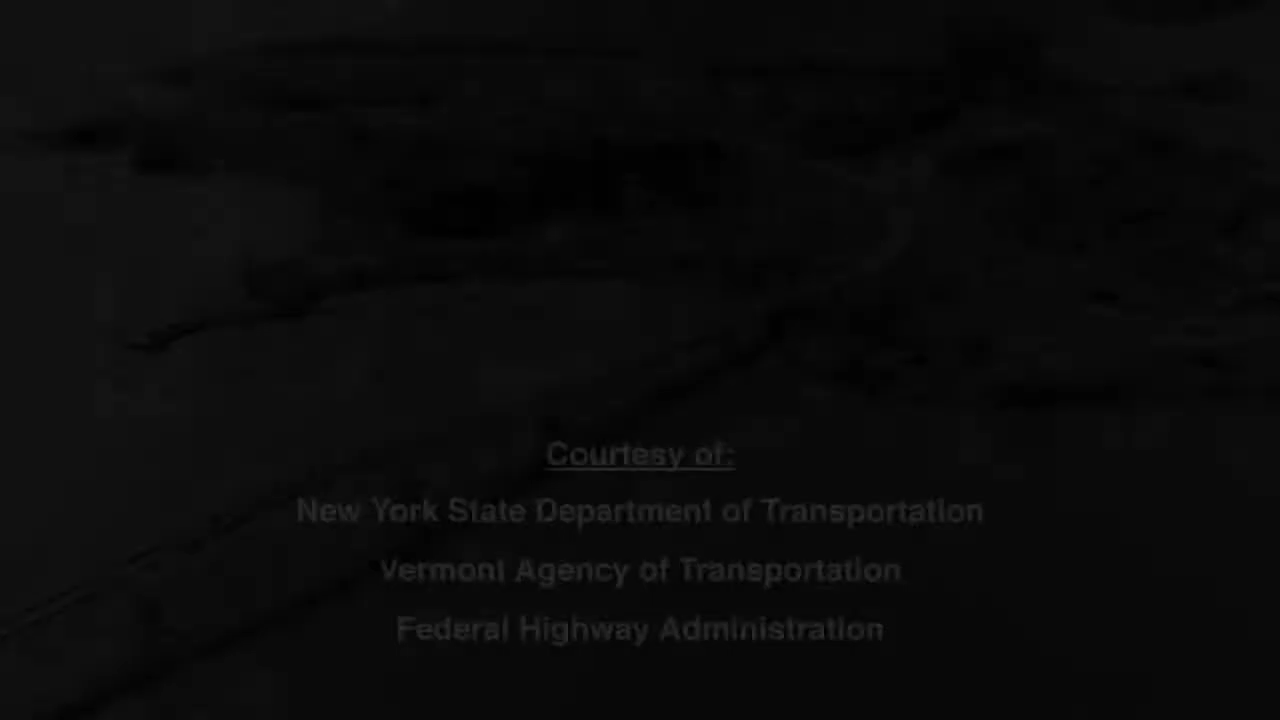 Courtesy of:
New York State Department of Transportation
Vermont Agency of Transportation
Federal Highway Administration